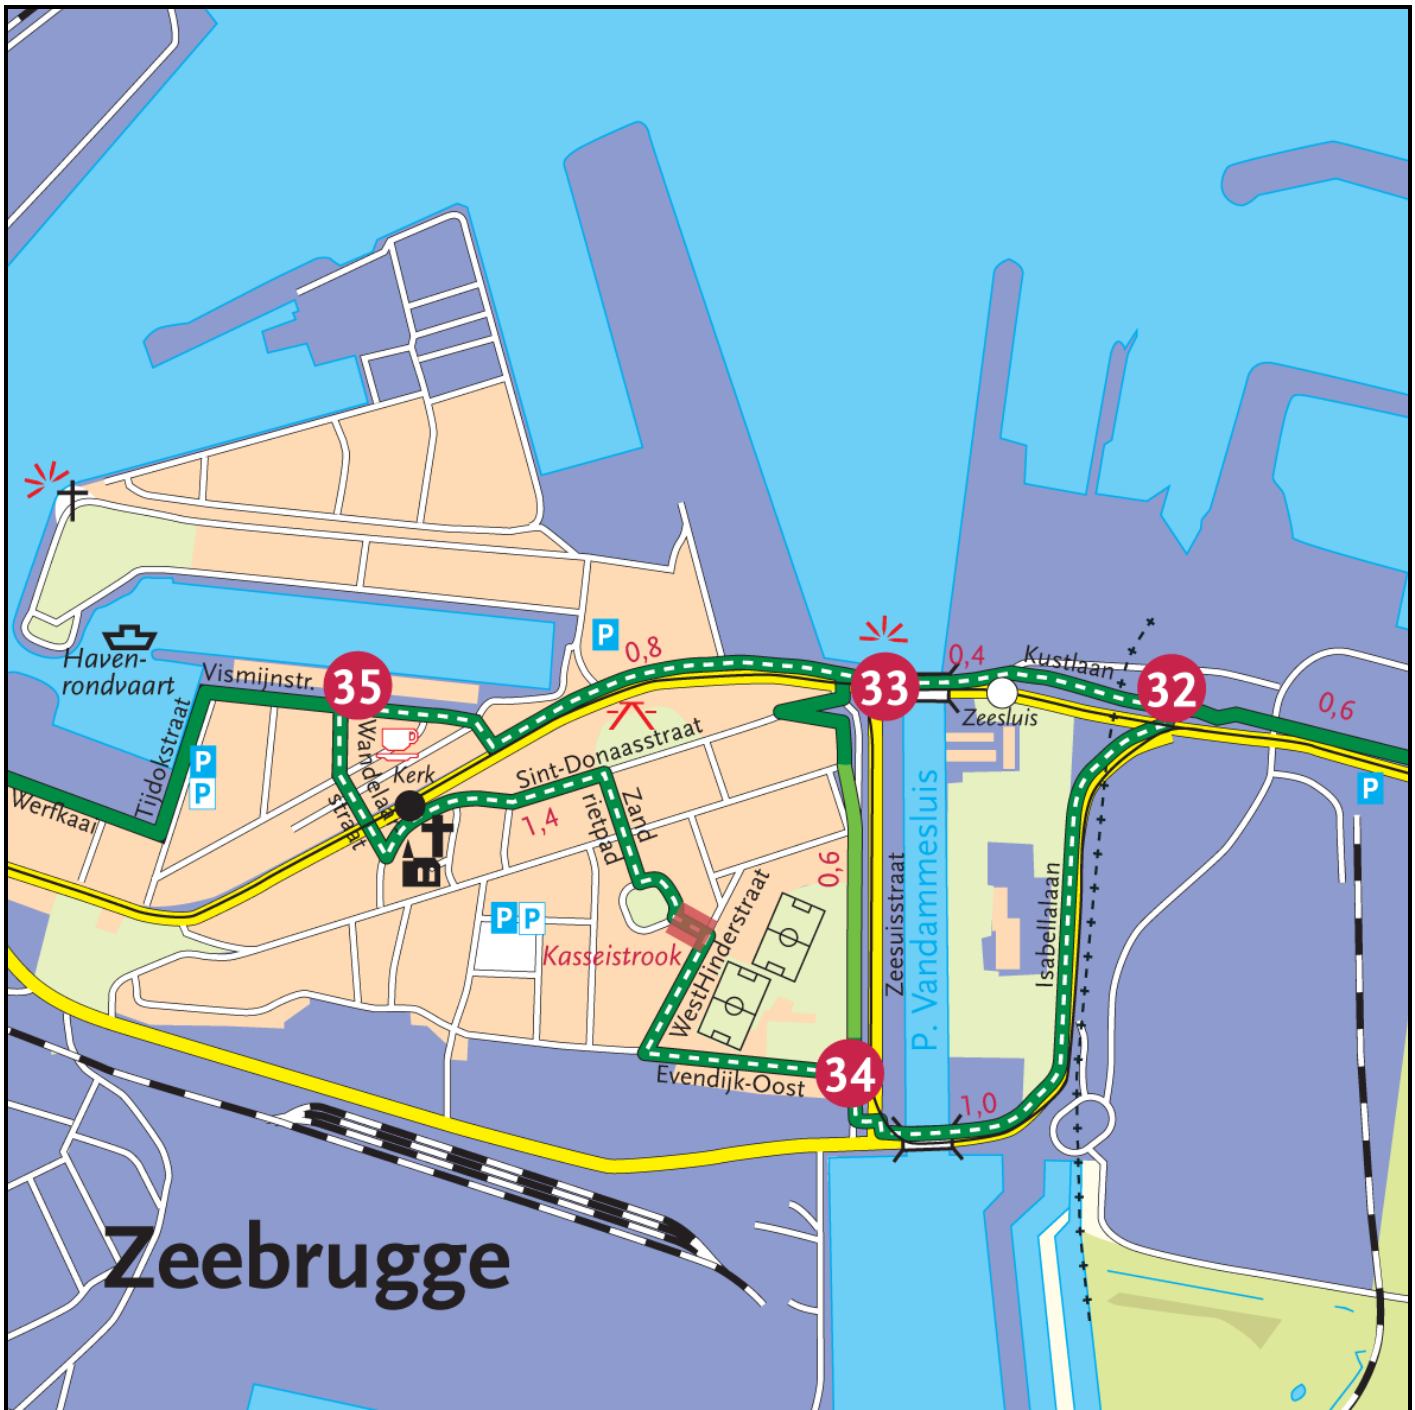 P
0,8
33
0,4
Kustlaan
32
0,6
Haven-
rondvaart
Vismijnstr.
35
Zeesluis
Wandelaar
straat
Tijdokstraat
P
P
Kerk
Sint-Donaasstraat
P
Werfkaai
1,4
Zand
rietpad
0,6
P. Vandammesluis
Zeesuisstraat
Isabellalaan
P
P
Kasseistrook
WestHinderstraat
Evendijk-Oost
34
1,0
Zeebrugge